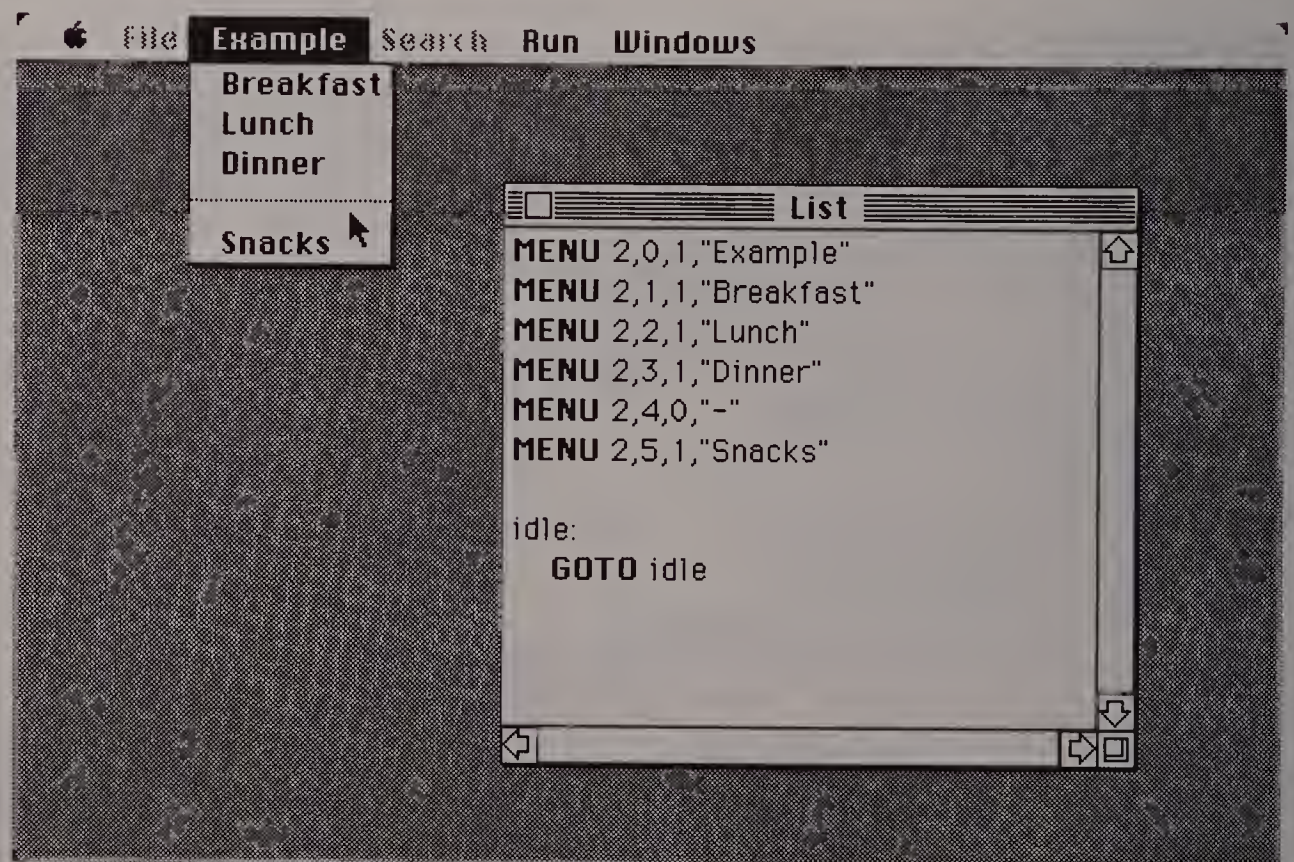 File Example Search Run Windows
Breakfast
Lunch
Dinner
Snacks
List
MENU 2,0,1,"Example"
MENU 2,1,1,"Breakfast"
MENU 2,2,1,"Lunch"
MENU 2,3,1,"Dinner"
MENU 2,4,0,"-"
MENU 2,5,1,"Snacks"
idle:
GOTO idle